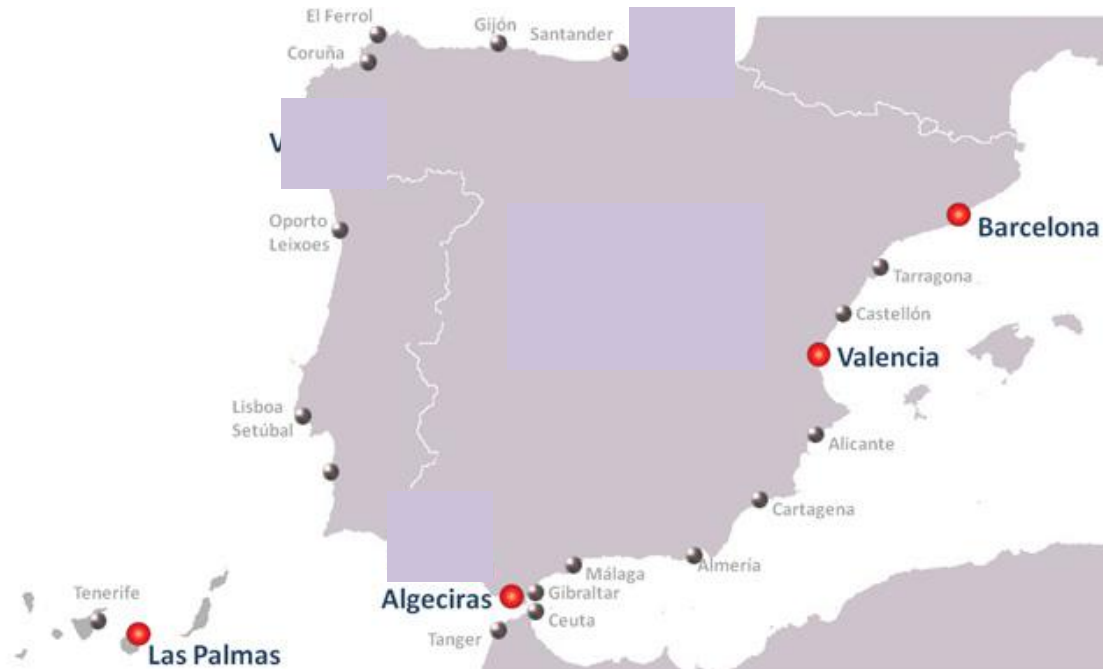 El Ferrol
Gijón
Santander
Coruña
Oporto
Leixoes
Barcelona
Tarragona
Castellón
Valencia
Lisboa
Setúbal
Alicante
Cartagena
Almería
Málaga
Algeciras
Gibraltar
Ceuta
Tanger
Tenerife
Las Palmas